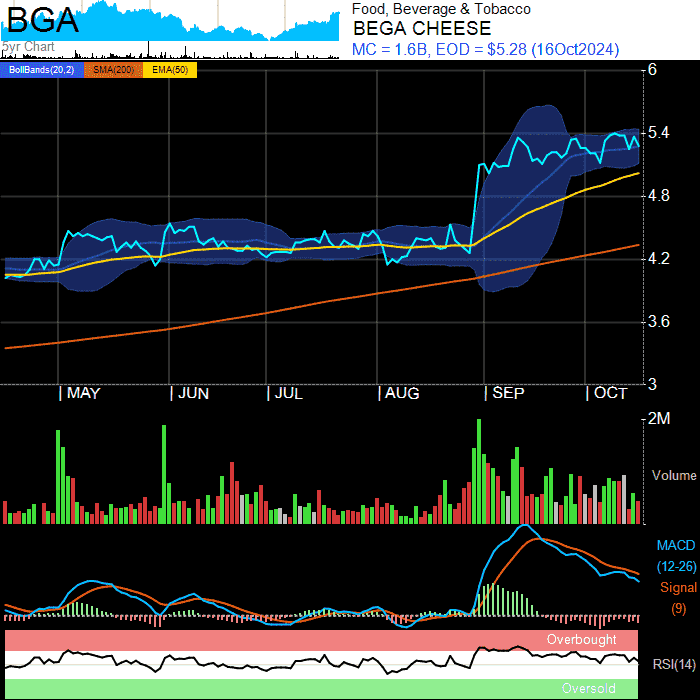 BGA
5yr Chart
Food, Beverage & Tobacco
BEGA CHEESE
MC = 1.6B, EOD = $5.28 (16Oct2024)
BollBands(20,2) SMA(200) EMA(50)
6
5.4
4.8
4.2
3.6
3
MAY JUN JUL AUG SEP OCT
2M
Volume
MACD
(12-26)
Signal
(9)
Overbought
RSI(14)
Oversold